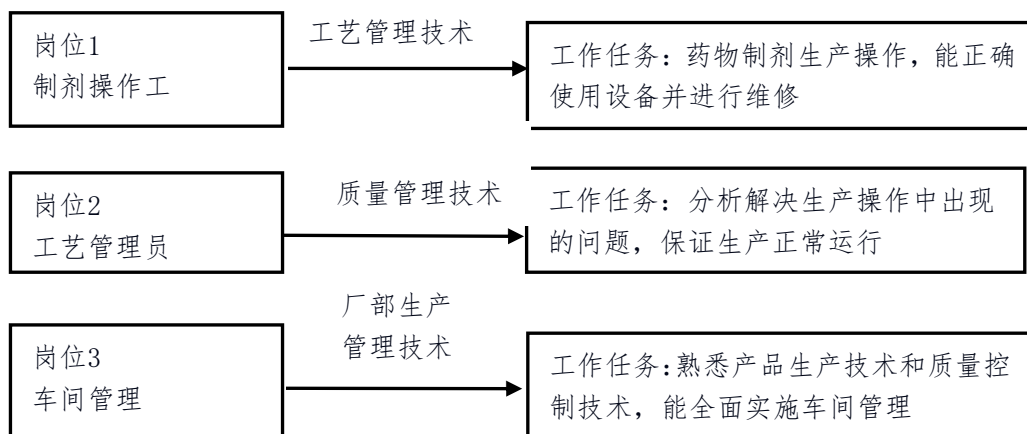 岗位1
制剂操作工
工艺管理技术
工作任务：药物制剂生产操作，能正确
使用设备并进行维修
岗位2
工艺管理员
质量管理技术
工作任务：分析解决生产操作中出现
的问题，保证生产正常运行
岗位3
车间管理
厂部生产
管理技术
工作任务:熟悉产品生产技术和质量控
制技术，能全面实施车间管理